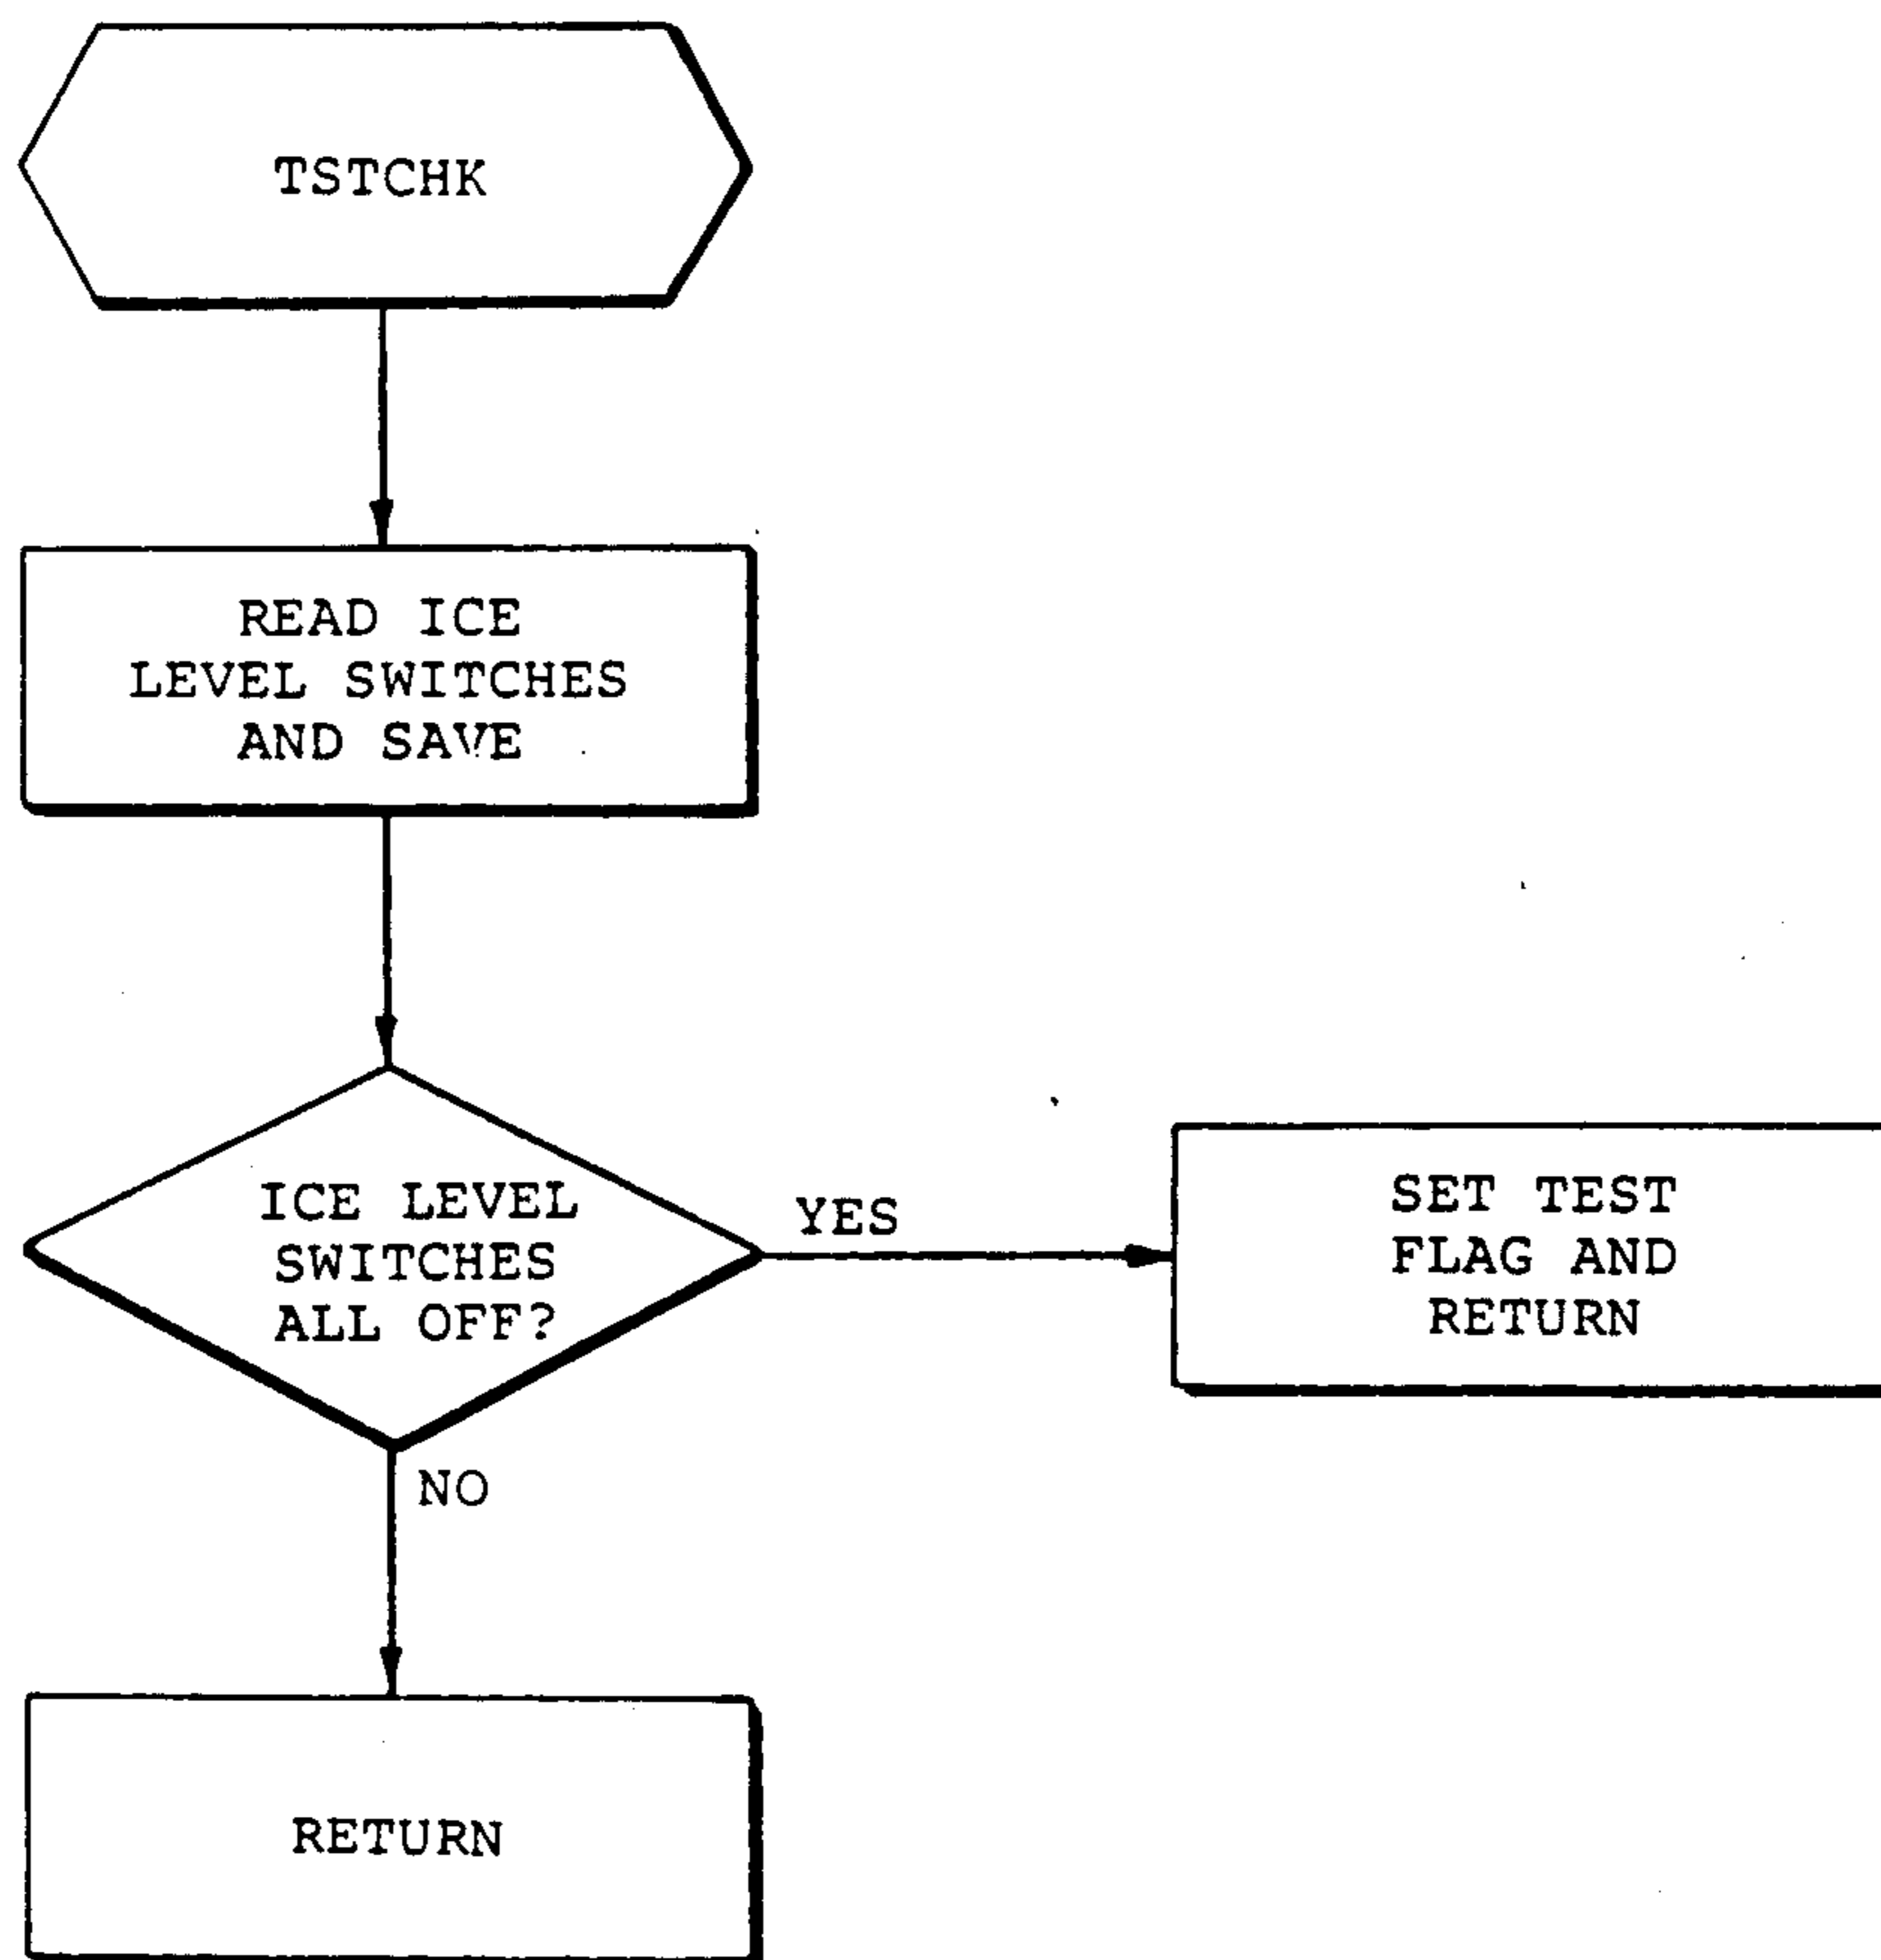 TSTCHK
READ ICE
LEVEL SWITCHES
AND SAVE
ICE LEVEL
SWITCHES
ALL OFF?
YES
SET TEST
FLAG AND
RETURN
NO
RETURN